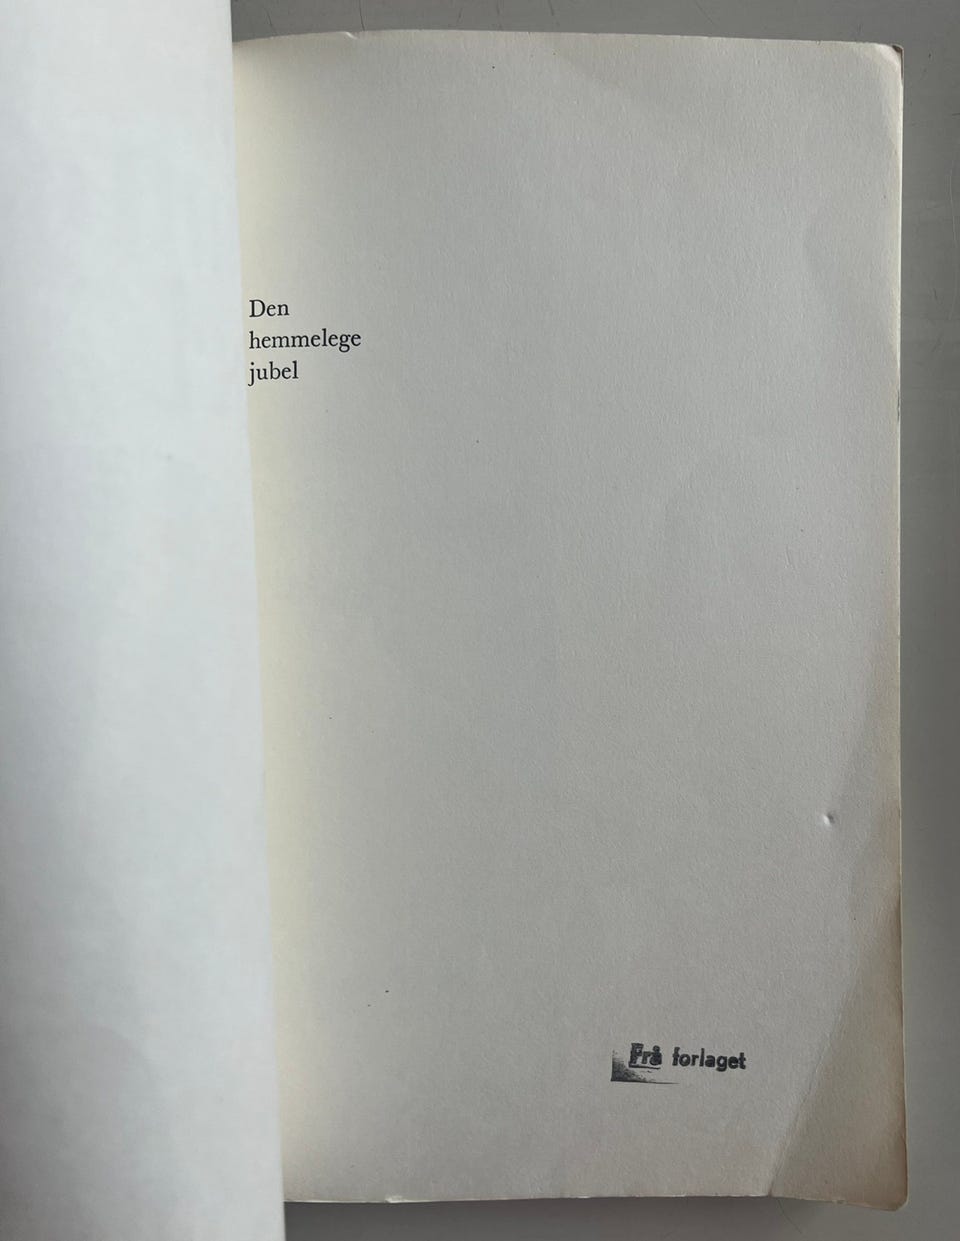 Den
hemmelege
jubel
Frå forlaget